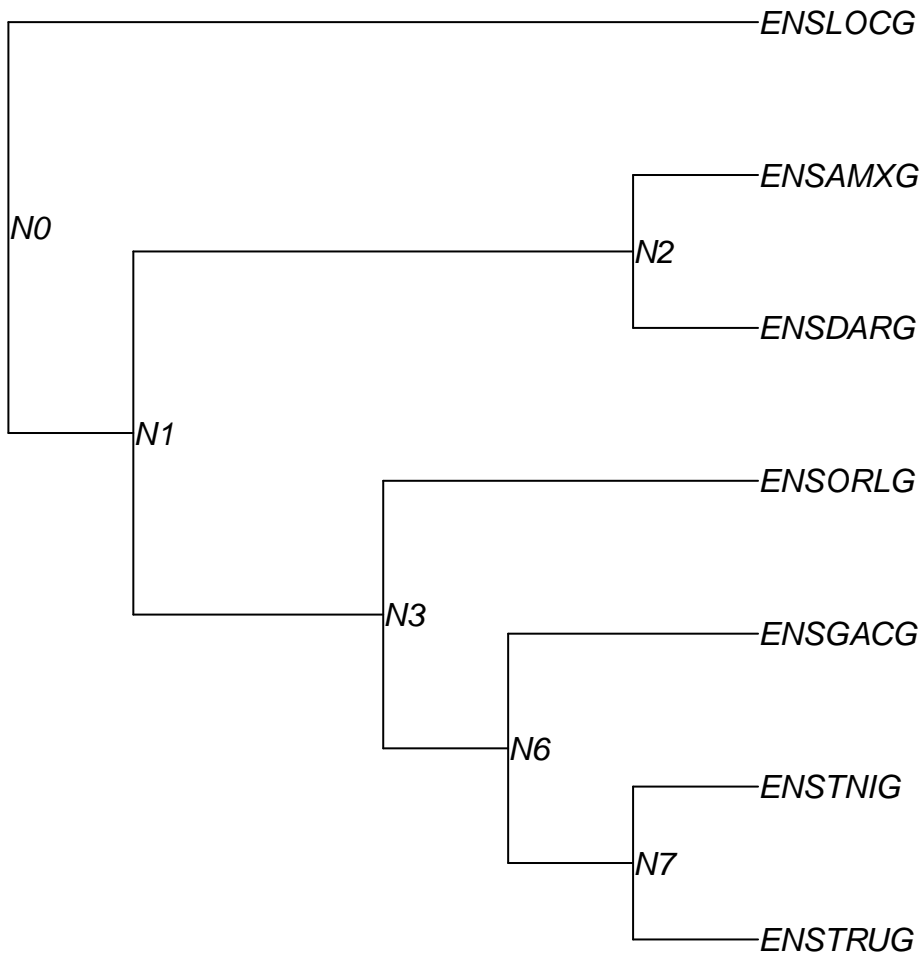 ENSLOCG
ENSAMXG
N0
N2
ENSDARG
N1
ENSORLG
N3
ENSGACG
N6
ENSTNIG
N7
ENSTRUG